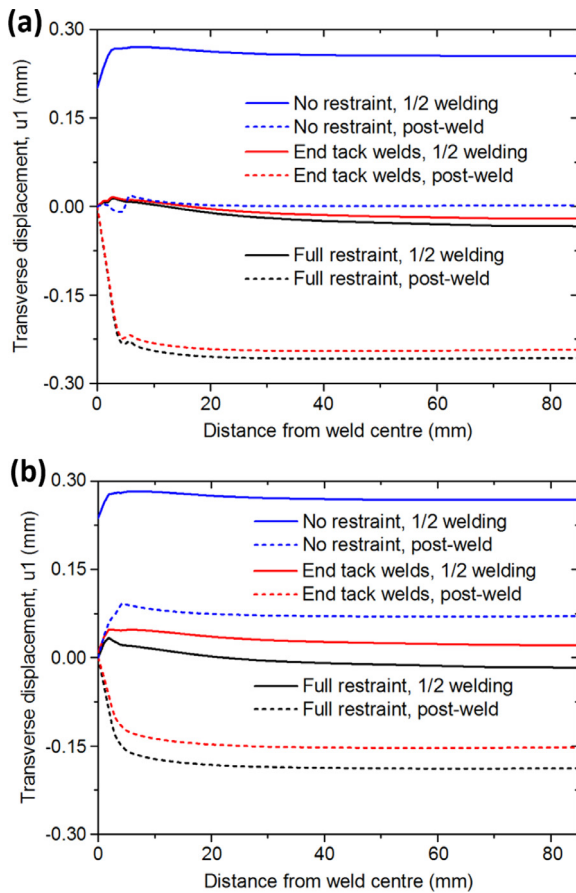 (a)
0.30
0.15
0.00
-0.15
-0.30
Transverse displacement, u1 (mm)
No restraint, 1/2 welding
No restraint, post-weld
End tack welds, 1/2 welding
End tack welds, post-weld
Full restraint, 1/2 welding
Full restraint, post-weld
0 20 40 60 80
Distance from weld centre (mm)
(b)
0.30
0.15
0.00
-0.15
-0.30
Transverse displacement, u1 (mm)
No restraint, 1/2 welding
No restraint, post-weld
End tack welds, 1/2 welding
End tack welds, post-weld
Full restraint, 1/2 welding
Full restraint, post-weld
0 20 40 60 80
Distance from weld centre (mm)